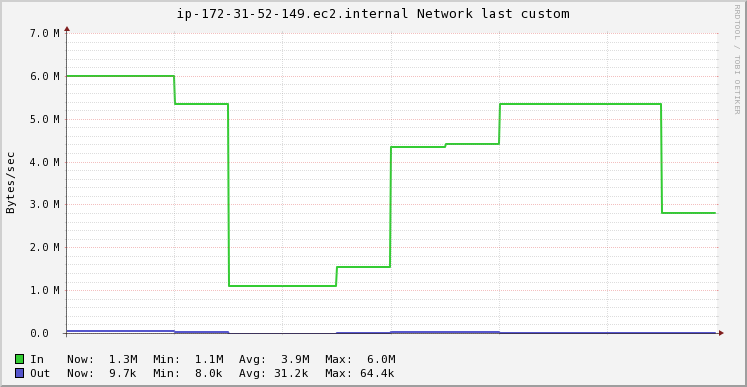 ip-172-31-52-149.ec2.internal Network last custom
RRDTOOL / TOBI OETIKER
Bytes/sec
7.0 M
6.0 M
5.0 M
4.0 M
3.0 M
2.0 M
1.0 M
0.0
In Now: 1.3M Min: 1.1M Avg: 3.9M Max: 6.0M
Out Now: 9.7k Min: 8.0k Avg: 31.2k Max: 64.4k